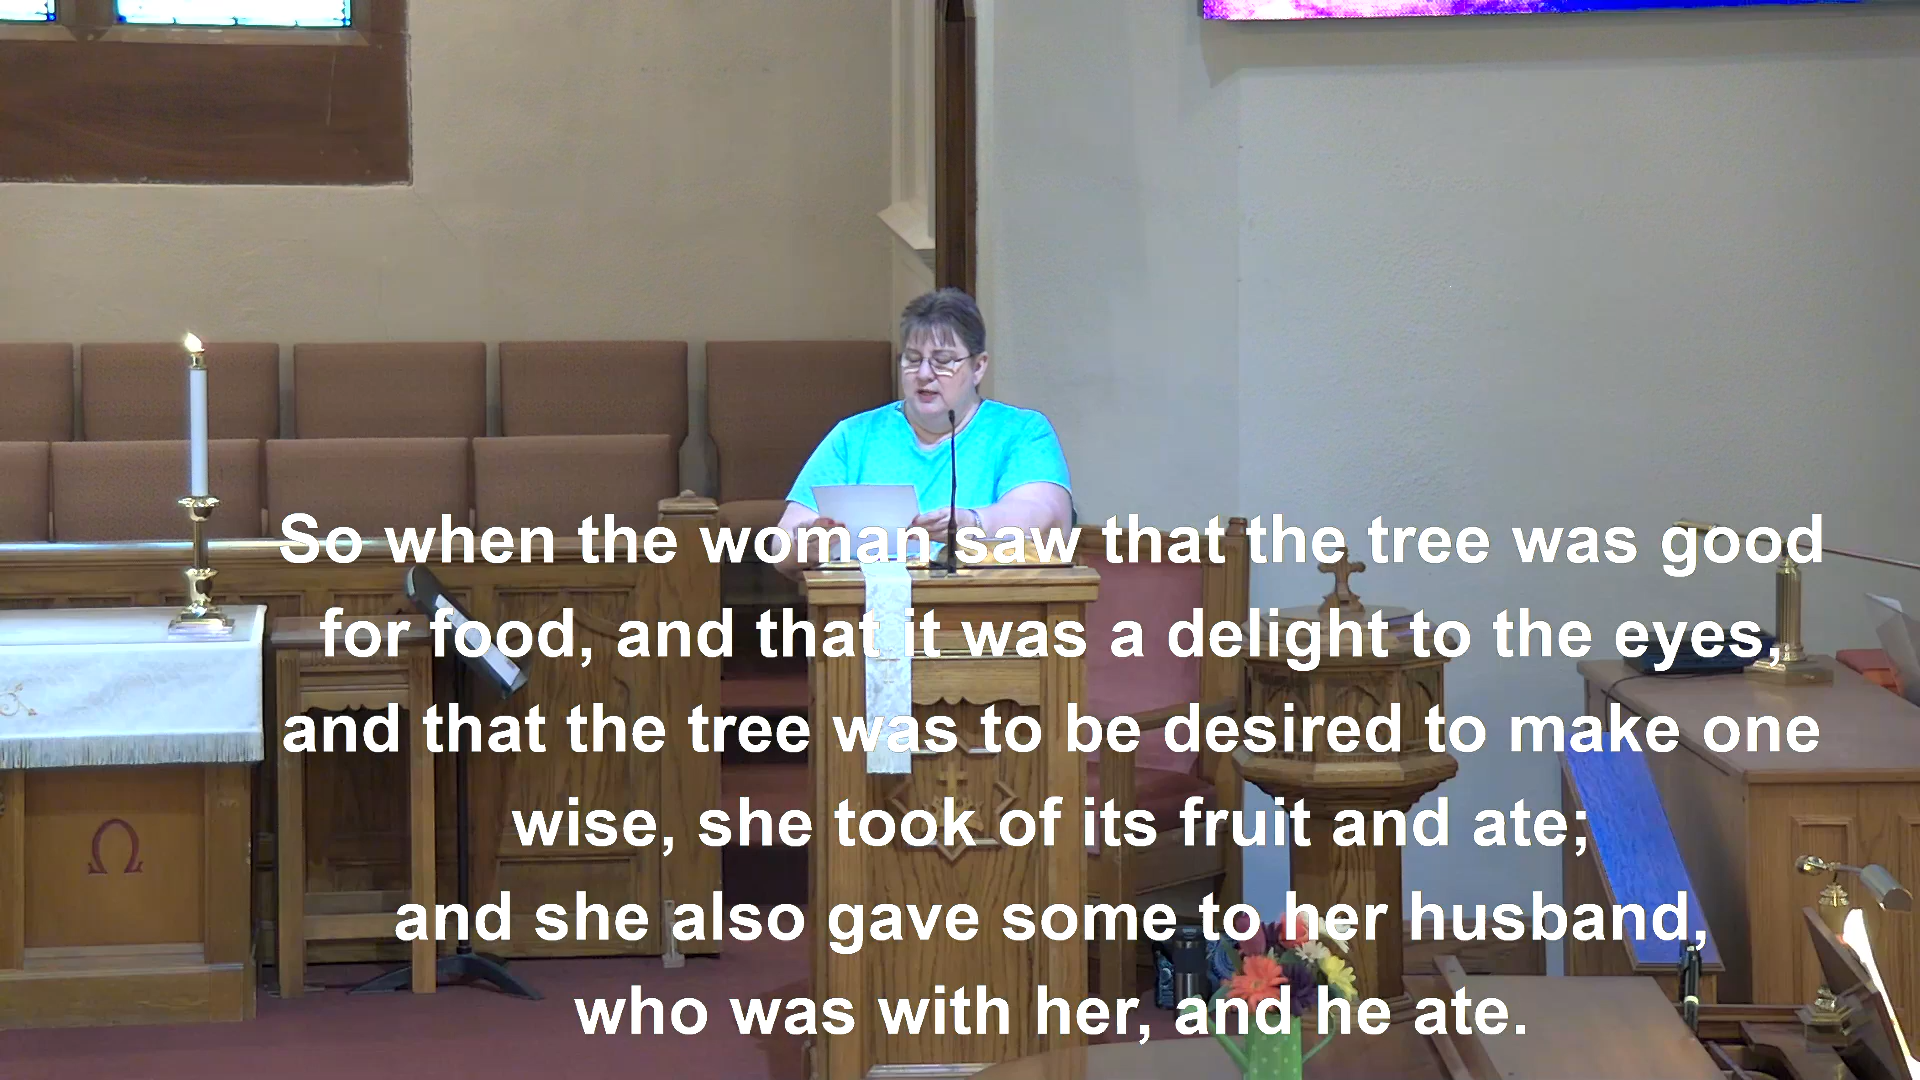 So when the woman saw that the tree was good
for food, and that it was a delight to the eyes,
and that the tree was to be desired to make one
wise, she took of its fruit and ate;
and she also gave some to her husband,
who was with her, and he ate.
Ω